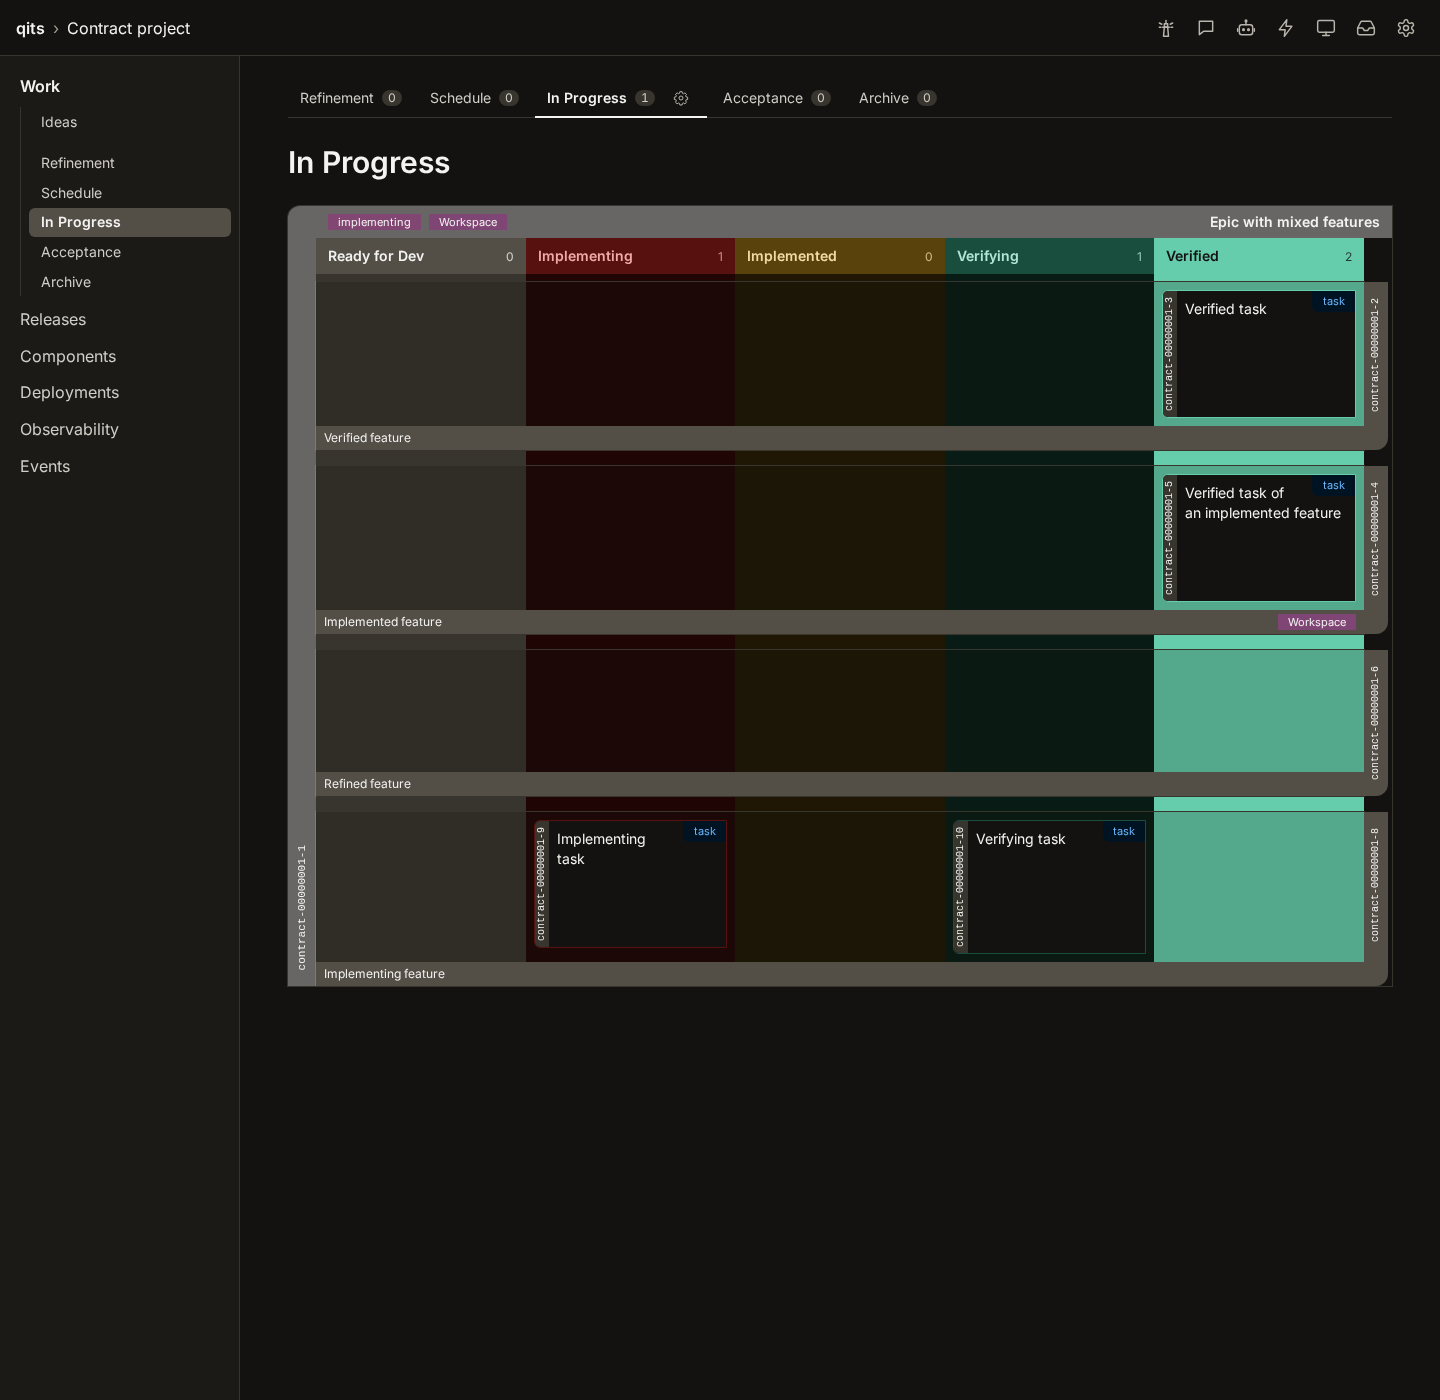 qits › Contract project
Work
Ideas
Refinement
Schedule
In Progress
Acceptance
Archive
Releases
Components
Deployments
Observability
Events
Refinement 0
Schedule 0
In Progress 1
Acceptance 0
Archive 0
In Progress
implementing
Workspace
Epic with mixed features
contract-00000001-1
Ready for Dev 0
Implementing 1
Implemented 0
Verifying 1
Verified 2
contract-00000001-3
Verified task
task
contract-00000001-2
Verified feature
contract-00000001-5
Verified task of
an implemented feature
task
contract-00000001-4
Implemented feature
Workspace
contract-00000001-6
Refined feature
contract-00000001-9
Implementing
task
task
contract-00000001-10
Verifying task
task
contract-00000001-8
Implementing feature